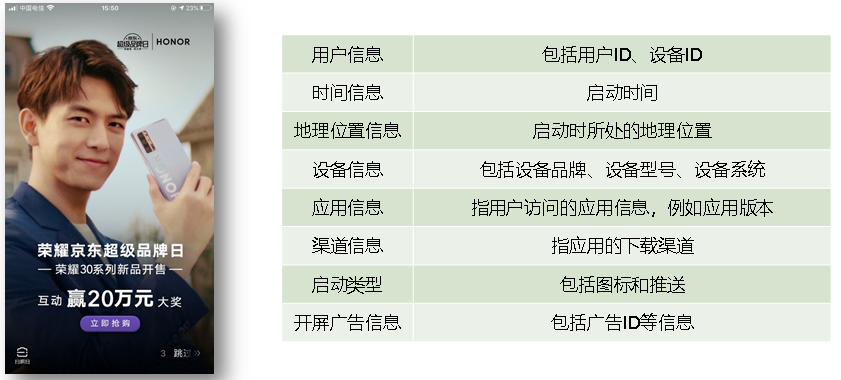 中国电信
15:50
23%
京东
超级品牌日
HONOR
HONOR
荣耀京东超级品牌日
荣耀30系列新品开售
互动 赢20万元 大奖
立即抢购
3 跳过
用户信息 包括用户ID、设备ID
时间信息 启动时间
地理位置信息 启动时所处的地理位置
设备信息 包括设备品牌、设备型号、设备系统
应用信息 指用户访问的应用信息，例如应用版本
渠道信息 指应用的下载渠道
启动类型 包括图标和推送
开屏广告信息 包括广告ID等信息